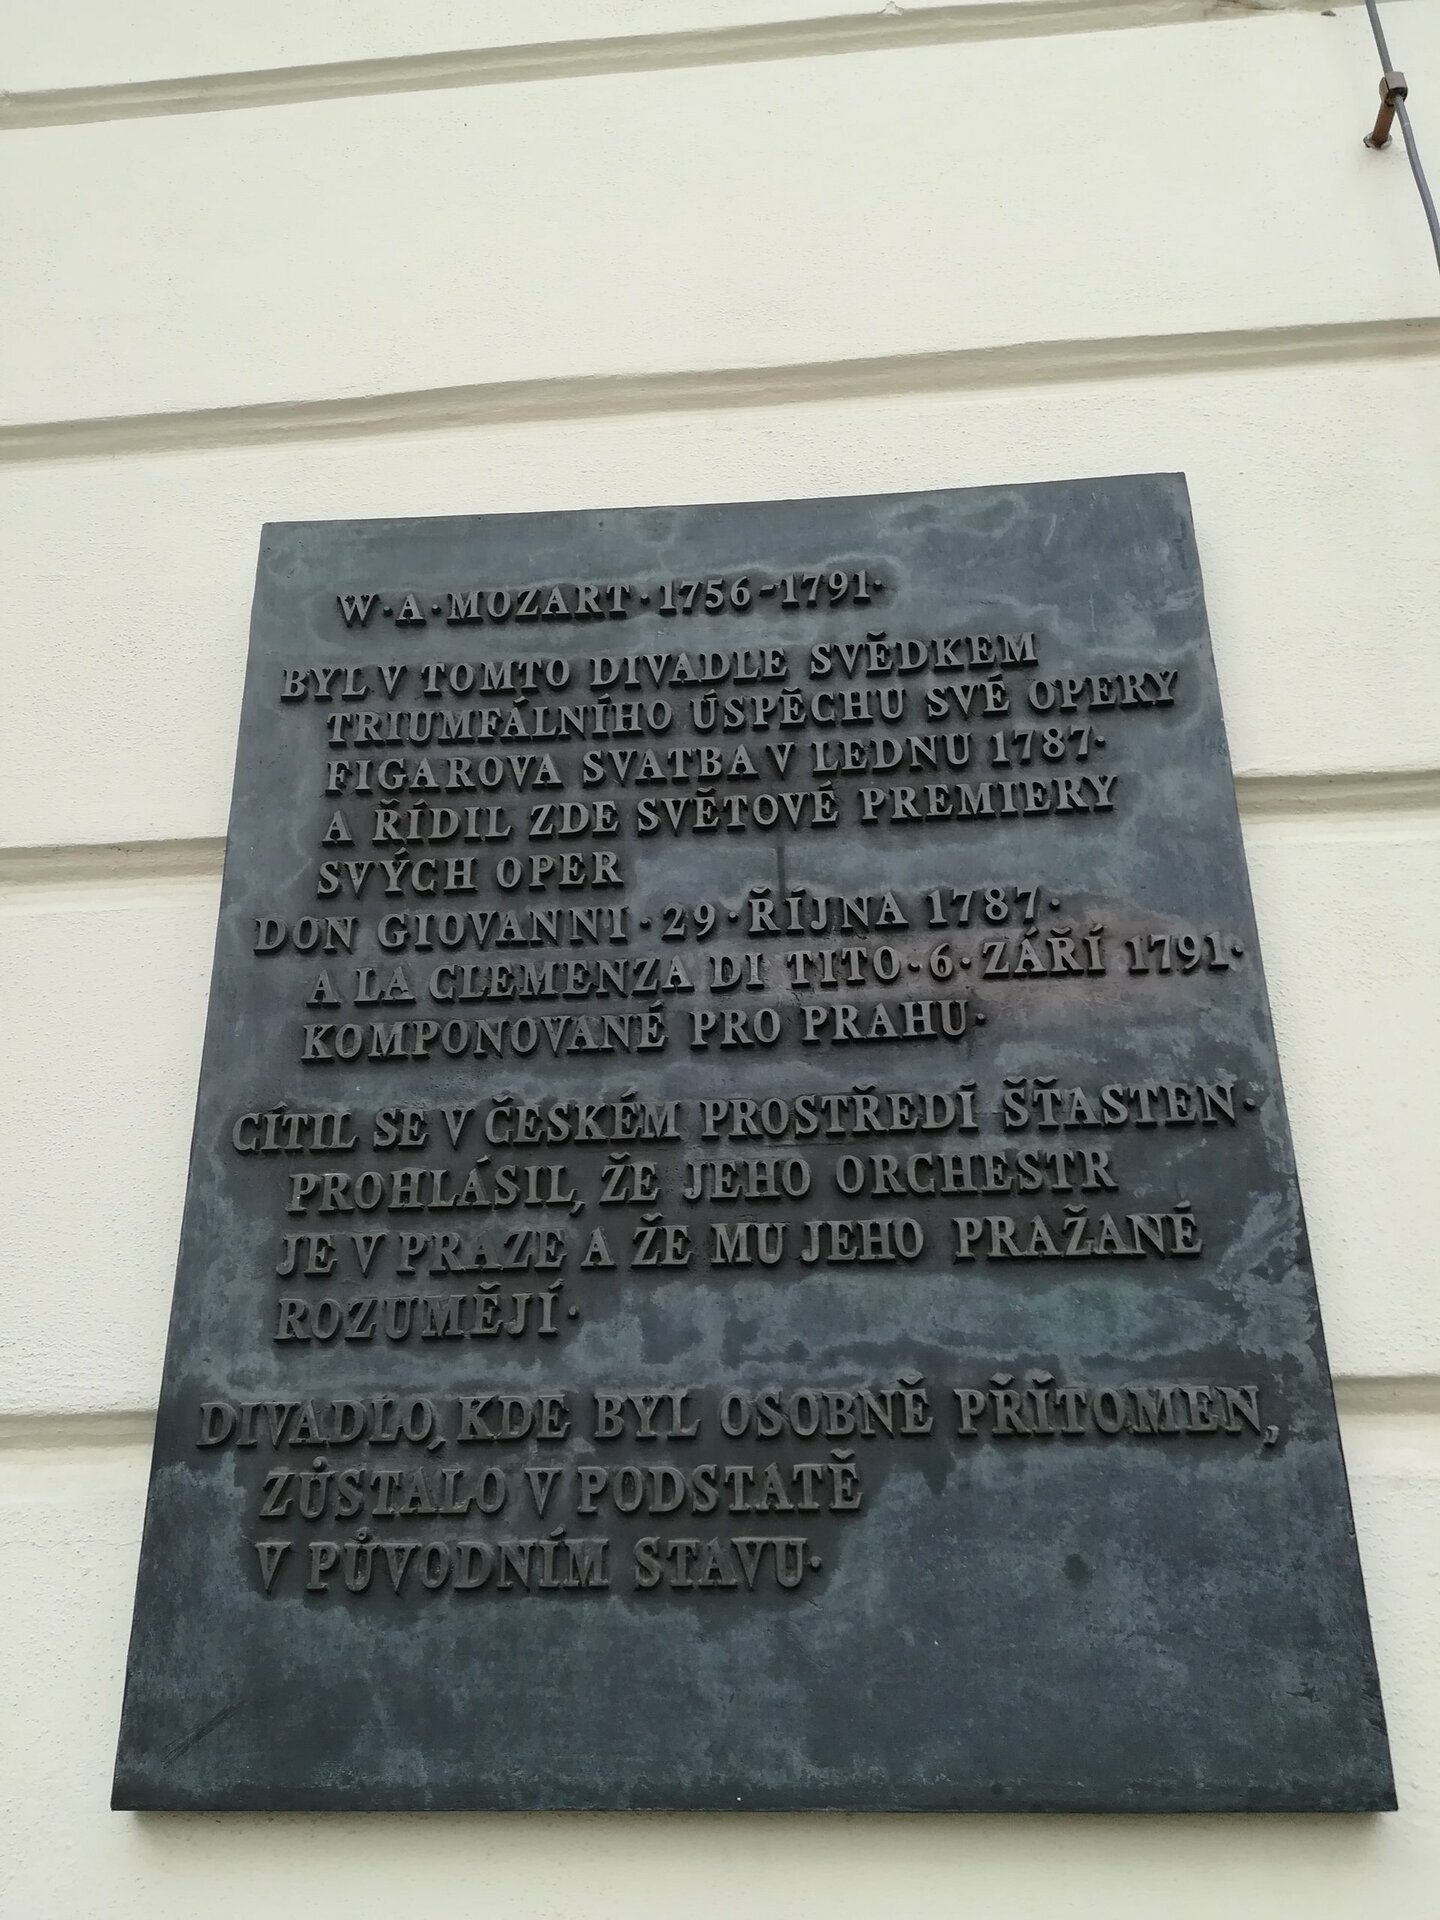 W·A·MOZART·1756-1791·
BYL V TOMTO DIVADLE SVĚDKEM
TRIUMFÁLNÍHO ÚSPĚCHU SVÉ OPERY
FIGAROVA SVATBA V LEDNU 1787·
A ŘÍDIL ZDE SVĚTOVÉ PREMIERY
SVÝCH OPER
DON GIOVANNI·29·ŘÍJNA 1787·
A LA CLEMENZA DI TITO·6·ZÁŘÍ 1791·
KOMPONOVANÉ PRO PRAHU·
CÍTIL SE V ČESKÉM PROSTŘEDÍ ŠŤASTEN·
PROHLÁSIL, ŽE JEHO ORCHESTR
JE V PRAZE A ŽE MU JEHO PRAŽANÉ
ROZUMĚJÍ·
DIVADLO, KDE BYL OSOBNĚ PŘÍTOMEN,
ZŮSTALO V PODSTATĚ
V PŮVODNÍM STAVU·